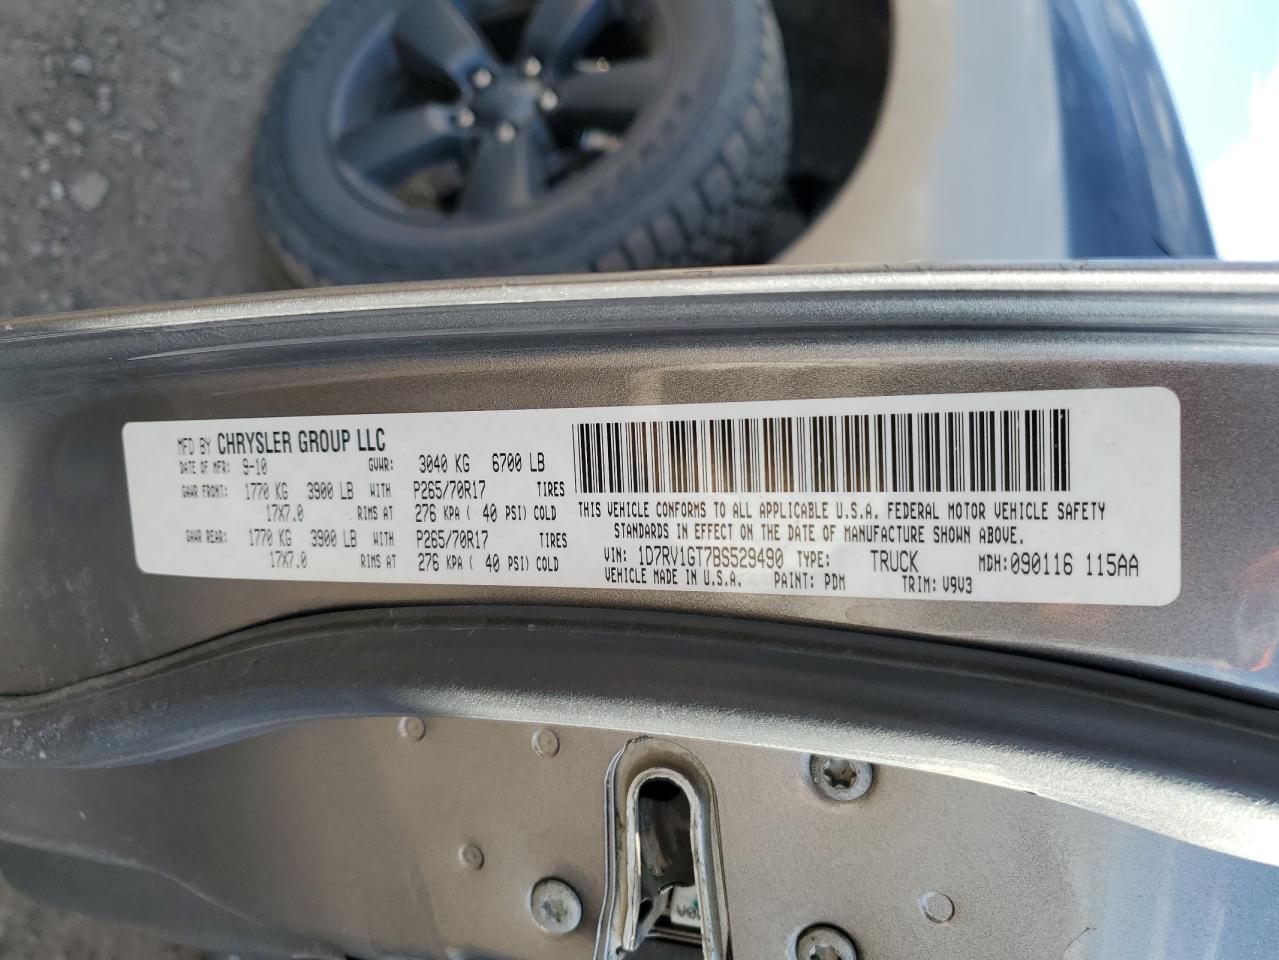 MFD BY CHRYSLER GROUP LLC
DATE OF MFR: 9-10 GVWR: 3040 KG 6700 LB
GAWR FRONT: 1770 KG 3900 LB WITH P265/70R17 TIRES
17X7.0 RIMS AT 276 KPA ( 40 PSI) COLD
GAWR REAR: 1770 KG 3900 LB WITH P265/70R17 TIRES
17X7.0 RIMS AT 276 KPA ( 40 PSI) COLD
THIS VEHICLE CONFORMS TO ALL APPLICABLE U.S.A. FEDERAL MOTOR VEHICLE SAFETY
STANDARDS IN EFFECT ON THE DATE OF MANUFACTURE SHOWN ABOVE.
VIN: 1D7RV1GT7BS529490 TYPE: TRUCK MDH: 090116 115AA
VEHICLE MADE IN U.S.A. PAINT: PDM TRIM: V9V3